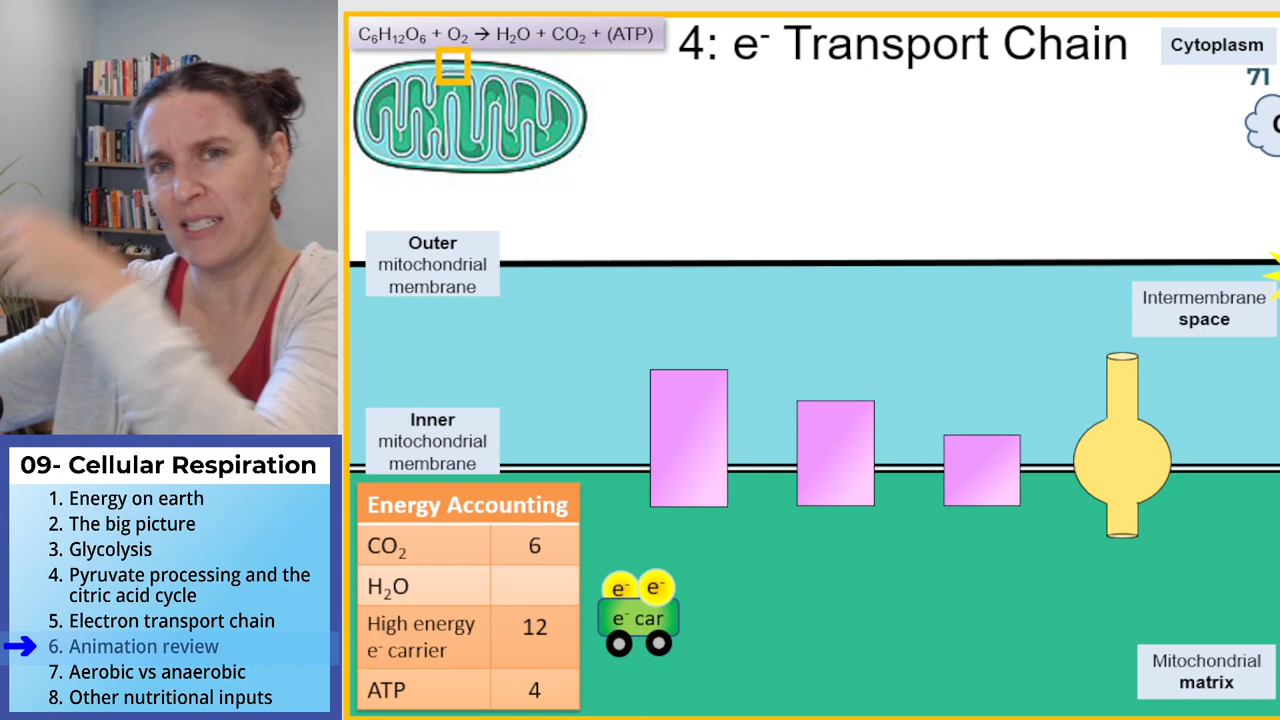 C₆H₁₂O₆ + O₂ → H₂O + CO₂ + (ATP)
4: e⁻ Transport Chain
Cytoplasm
71
Outer
mitochondrial
membrane
Intermembrane
space
Inner
mitochondrial
membrane
Energy Accounting
CO₂ 6
H₂O
High energy
e⁻ carrier 12
ATP 4
e⁻ e⁻
e⁻ car
Mitochondrial
matrix
09- Cellular Respiration
1. Energy on earth
2. The big picture
3. Glycolysis
4. Pyruvate processing and the
citric acid cycle
5. Electron transport chain
6. Animation review
7. Aerobic vs anaerobic
8. Other nutritional inputs